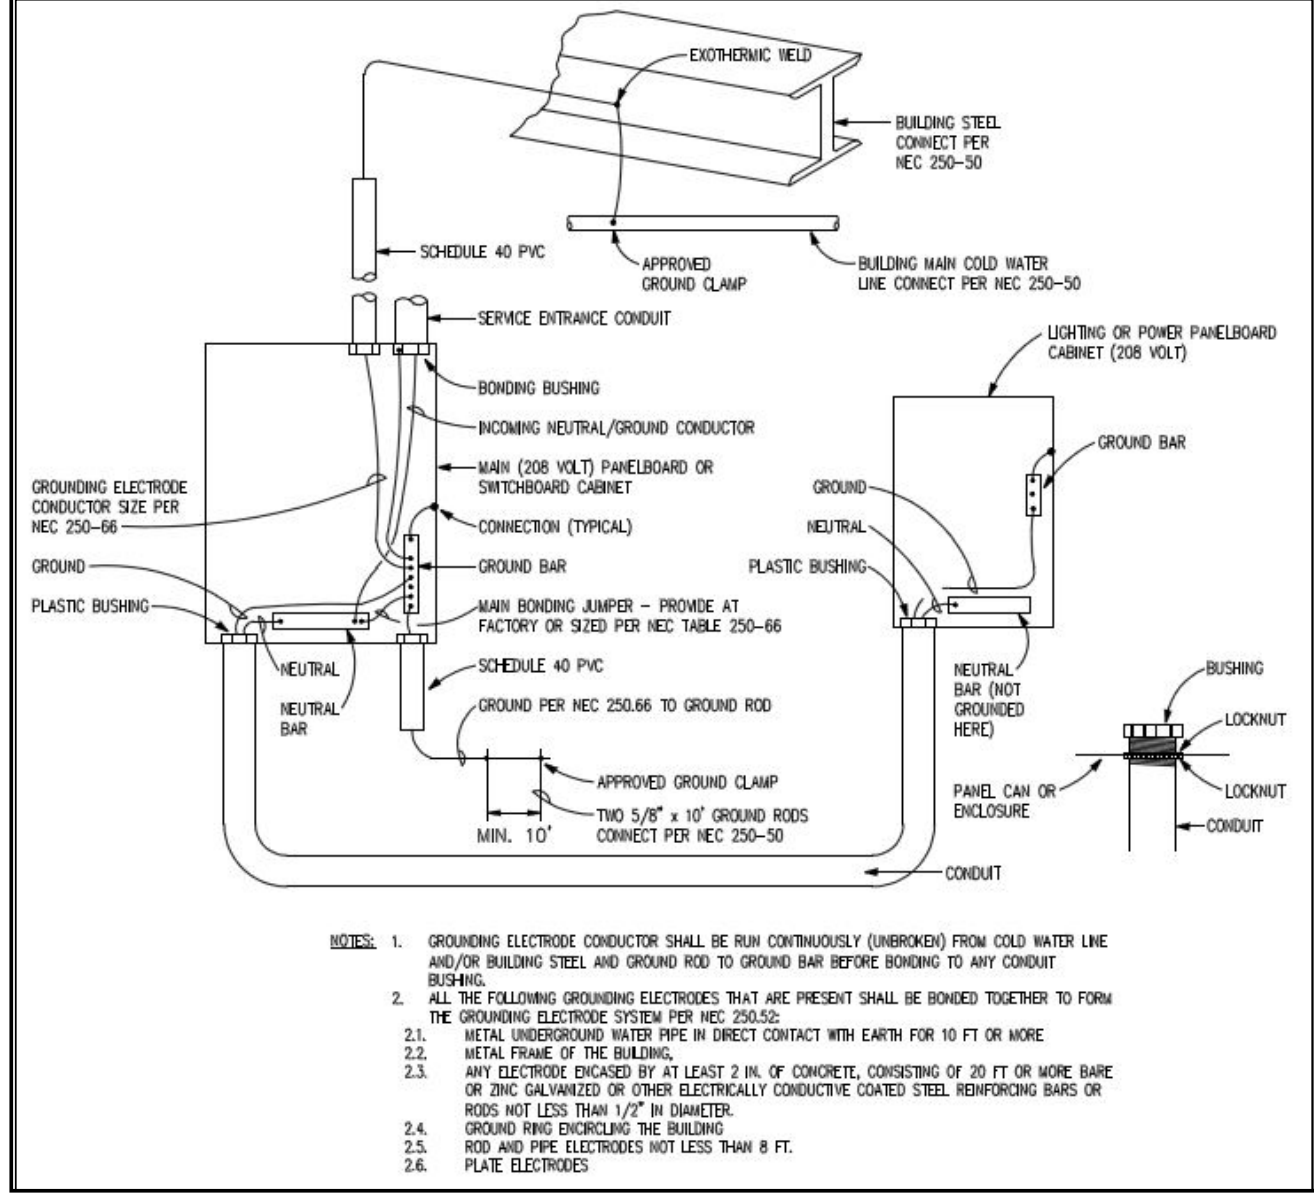 EXOTHERMIC WELD
BUILDING STEEL
CONNECT PER
NEC 250-50
SCHEDULE 40 PVC
APPROVED
GROUND CLAMP
BUILDING MAIN COLD WATER
LINE CONNECT PER NEC 250-50
SERVICE ENTRANCE CONDUIT
LIGHTING OR POWER PANELBOARD
CABINET (208 VOLT)
BONDING BUSHING
INCOMING NEUTRAL/GROUND CONDUCTOR
MAIN (208 VOLT) PANELBOARD OR
SWITCHBOARD CABINET
GROUND BAR
GROUNDING ELECTRODE
CONDUCTOR SIZE PER
NEC 250-66
GROUND
NEUTRAL
CONNECTION (TYPICAL)
GROUND
GROUND BAR
PLASTIC BUSHING
PLASTIC BUSHING
MAIN BONDING JUMPER - PROVIDE AT
FACTORY OR SIZED PER NEC TABLE 250-66
NEUTRAL
SCHEDULE 40 PVC
NEUTRAL
BAR
GROUND PER NEC 250.66 TO GROUND ROD
NEUTRAL
BAR (NOT
GROUNDED
HERE)
BUSHING
LOCKNUT
APPROVED GROUND CLAMP
PANEL CAN OR
ENCLOSURE
LOCKNUT
TWO 5/8" x 10' GROUND RODS
CONNECT PER NEC 250-50
MIN. 10'
CONDUIT
CONDUIT
NOTES: 1. GROUNDING ELECTRODE CONDUCTOR SHALL BE RUN CONTINUOUSLY (UNBROKEN) FROM COLD WATER LINE
AND/OR BUILDING STEEL AND GROUND ROD TO GROUND BAR BEFORE BONDING TO ANY CONDUIT
BUSHING.
2. ALL THE FOLLOWING GROUNDING ELECTRODES THAT ARE PRESENT SHALL BE BONDED TOGETHER TO FORM
THE GROUNDING ELECTRODE SYSTEM PER NEC 250.52:
2.1. METAL UNDERGROUND WATER PIPE IN DIRECT CONTACT WITH EARTH FOR 10 FT OR MORE
2.2. METAL FRAME OF THE BUILDING,
2.3. ANY ELECTRODE ENCASED BY AT LEAST 2 IN. OF CONCRETE, CONSISTING OF 20 FT OR MORE BARE
OR ZINC GALVANIZED OR OTHER ELECTRICALLY CONDUCTIVE COATED STEEL REINFORCING BARS OR
RODS NOT LESS THAN 1/2" IN DIAMETER.
2.4. GROUND RING ENCIRCLING THE BUILDING
2.5. ROD AND PIPE ELECTRODES NOT LESS THAN 8 FT.
2.6. PLATE ELECTRODES